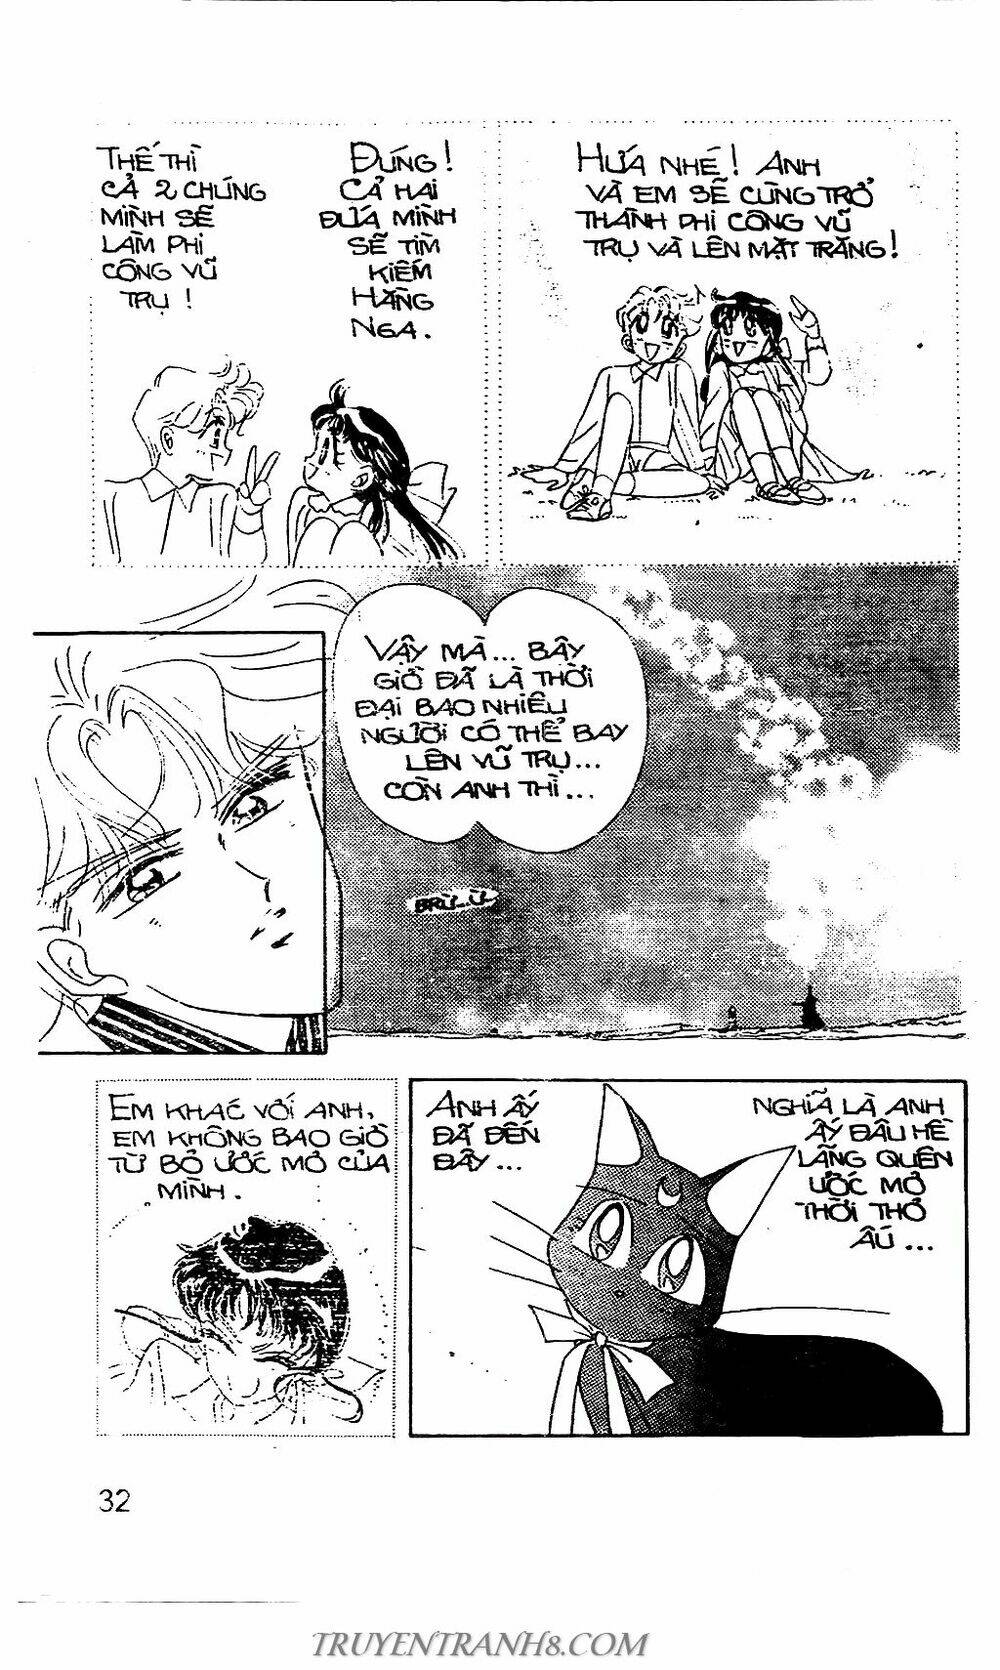 HỨA NHÉ! ANH
VÀ EM SẼ CÙNG TRỞ
THÀNH PHI CÔNG VŨ
TRỤ VÀ LÊN MẶT TRĂNG!
ĐÚNG!
CẢ HAI
ĐỨA MÌNH
SẼ TÌM
KIẾM
HẰNG
NGA.
THẾ THÌ
CẢ 2 CHÚNG
MÌNH SẼ
LÀM PHI
CÔNG VŨ
TRỤ!
VẬY MÀ... BÂY
GIỜ ĐÃ LÀ THỜI
ĐẠI BAO NHIÊU
NGƯỜI CÓ THỂ BAY
LÊN VŨ TRỤ...
CÒN ANH THÌ...
BRỪ...Ừ
NGHĨA LÀ ANH
ẤY ĐÂU HỀ
LÃNG QUÊN
ƯỚC MƠ
THỜI THƠ
ẤU...
ANH ẤY
ĐÃ ĐẾN
ĐÂY...
EM KHÁC VỚI ANH,
EM KHÔNG BAO GIỜ
TỪ BỎ ƯỚC MƠ CỦA
MÌNH.
32
TRUYENTRANH8.COM